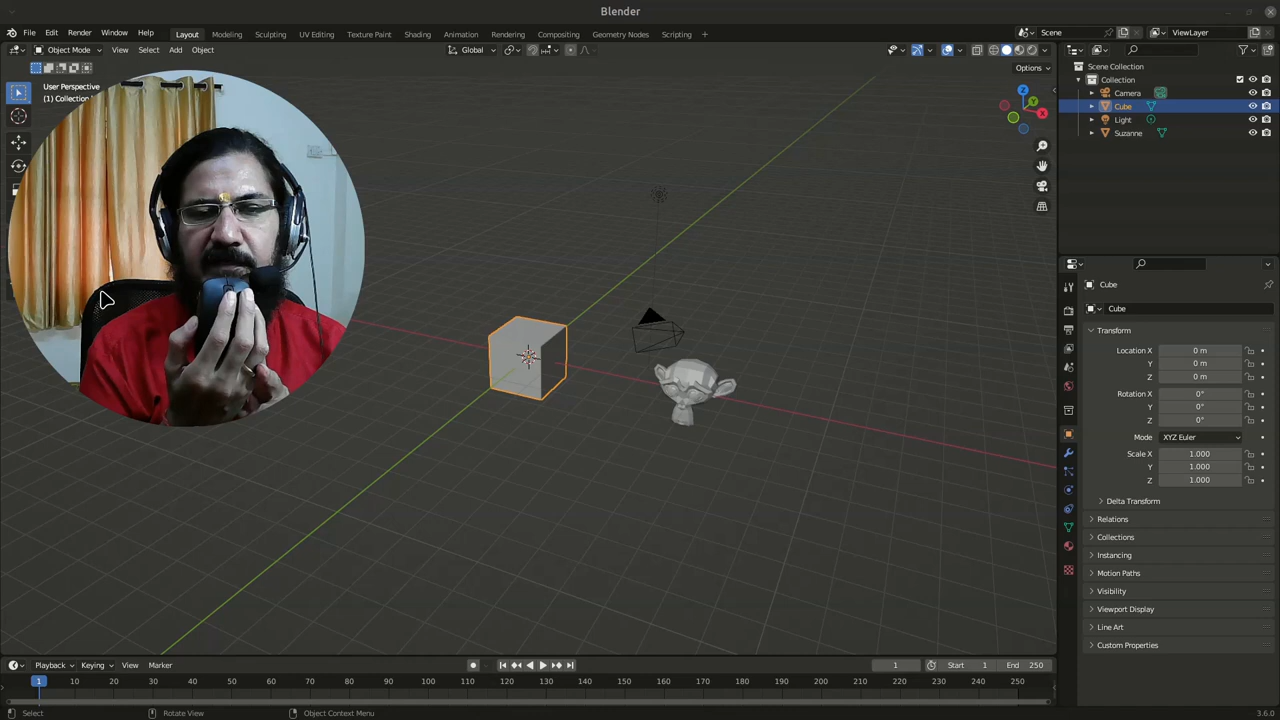 Blender
File Edit Render Window Help
Layout Modeling Sculpting UV Editing Texture Paint Shading Animation Rendering Compositing Geometry Nodes Scripting +
Scene
ViewLayer
Object Mode View Select Add Object
Global
Options
User Perspective
(1) Collection
Z
Y
X
Scene Collection
Collection
Camera
Cube
Light
Suzanne
Cube
Cube
Transform
Location X 0 m
Y 0 m
Z 0 m
Rotation X 0°
Y 0°
Z 0°
Mode XYZ Euler
Scale X 1.000
Y 1.000
Z 1.000
Delta Transform
Relations
Collections
Instancing
Motion Paths
Visibility
Viewport Display
Line Art
Custom Properties
Playback Keying View Marker
1
Start 1 End 250
1 10 20 30 40 50 60 70 80 90 100 110 120 130 140 150 160 170 180 190 200 210 220 230 240 250
Select Rotate View Object Context Menu
3.6.0